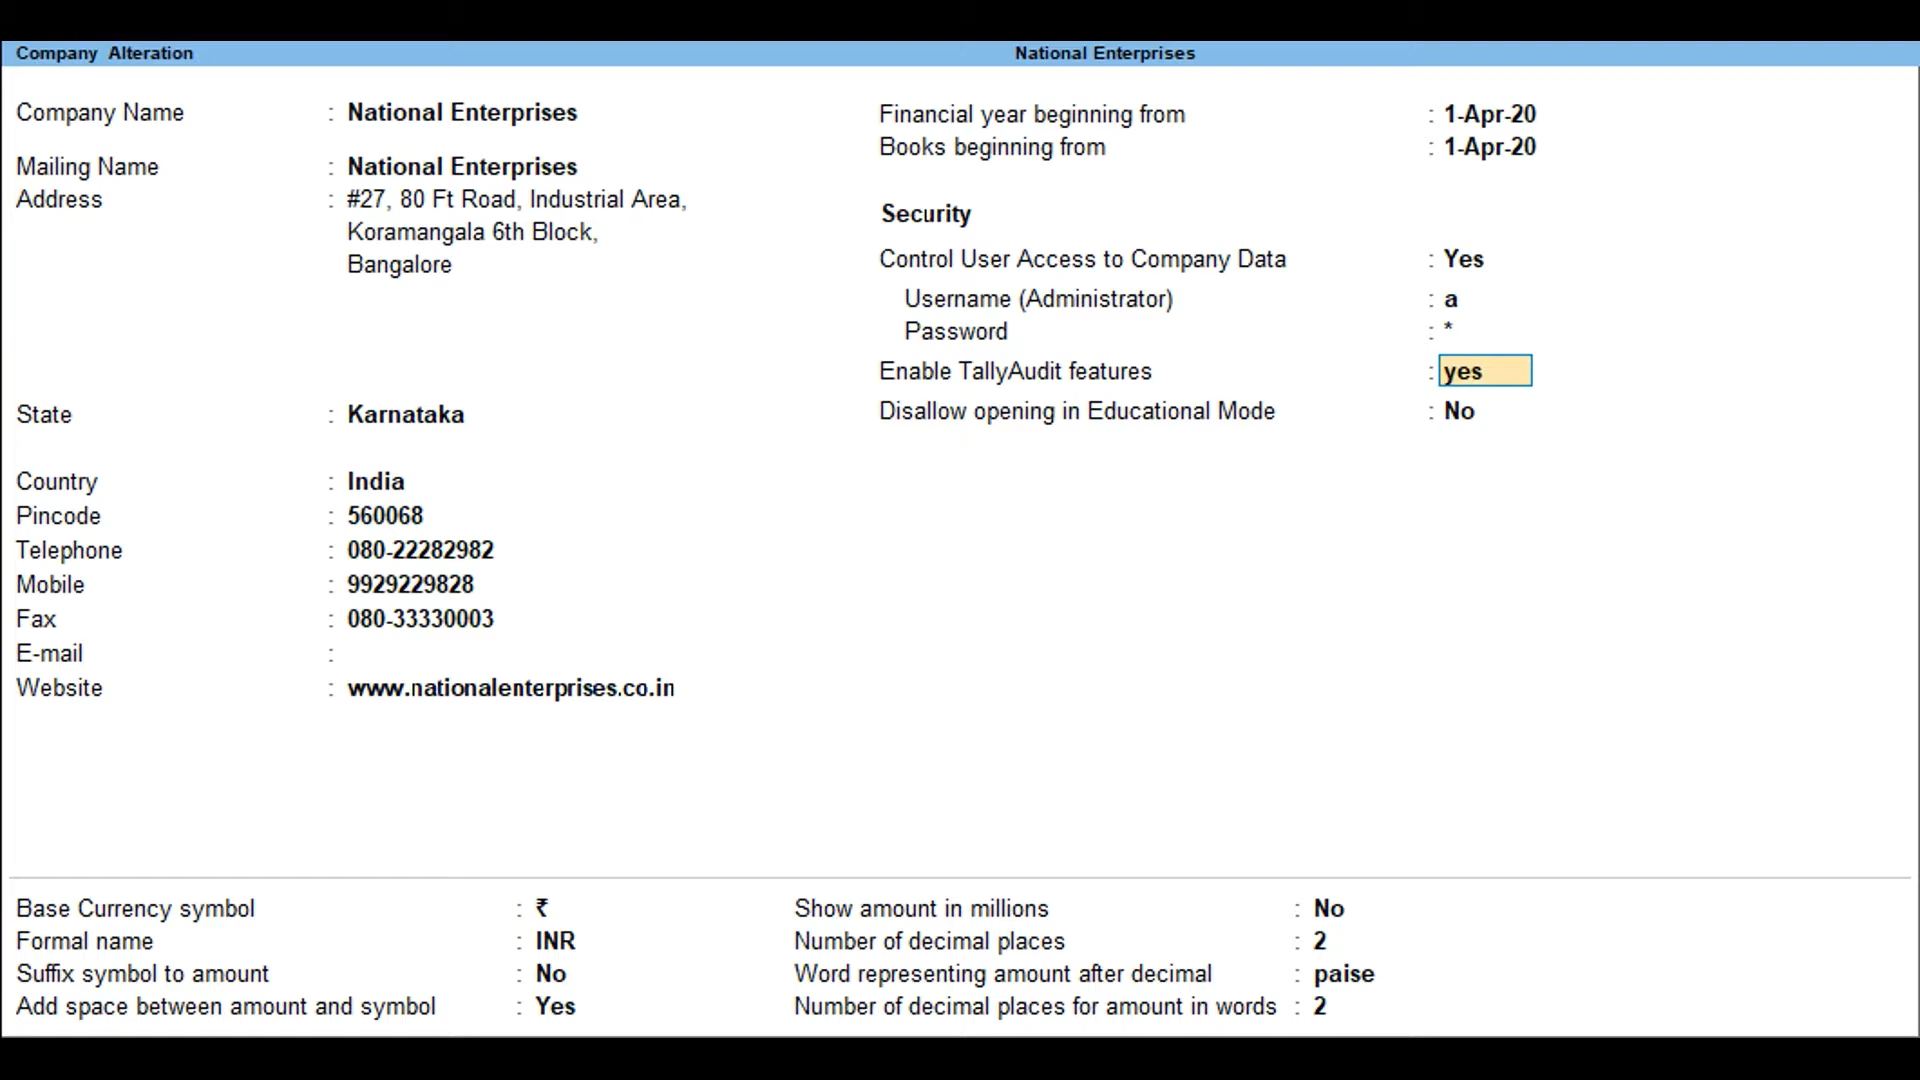 Company Alteration
National Enterprises
Company Name : National Enterprises
Mailing Name : National Enterprises
Address : #27, 80 Ft Road, Industrial Area,
Koramangala 6th Block,
Bangalore
State : Karnataka
Country : India
Pincode : 560068
Telephone : 080-22282982
Mobile : 9929229828
Fax : 080-33330003
E-mail :
Website : www.nationalenterprises.co.in
Financial year beginning from : 1-Apr-20
Books beginning from : 1-Apr-20
Security
Control User Access to Company Data : Yes
Username (Administrator) : a
Password : *
Enable TallyAudit features : yes
Disallow opening in Educational Mode : No
Base Currency symbol : ₹
Formal name : INR
Suffix symbol to amount : No
Add space between amount and symbol : Yes
Show amount in millions : No
Number of decimal places : 2
Word representing amount after decimal : paise
Number of decimal places for amount in words : 2